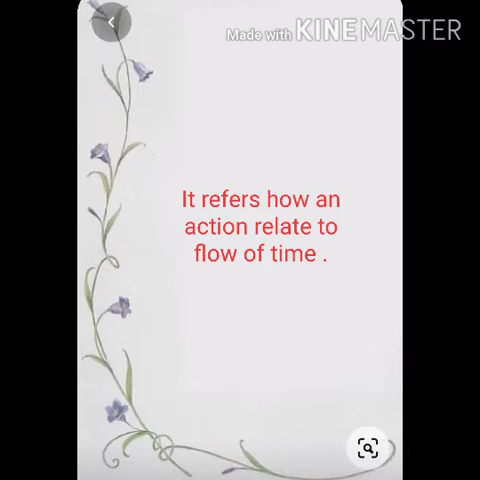 Made with KINEMASTER
It refers how an
action relate to
flow of time .